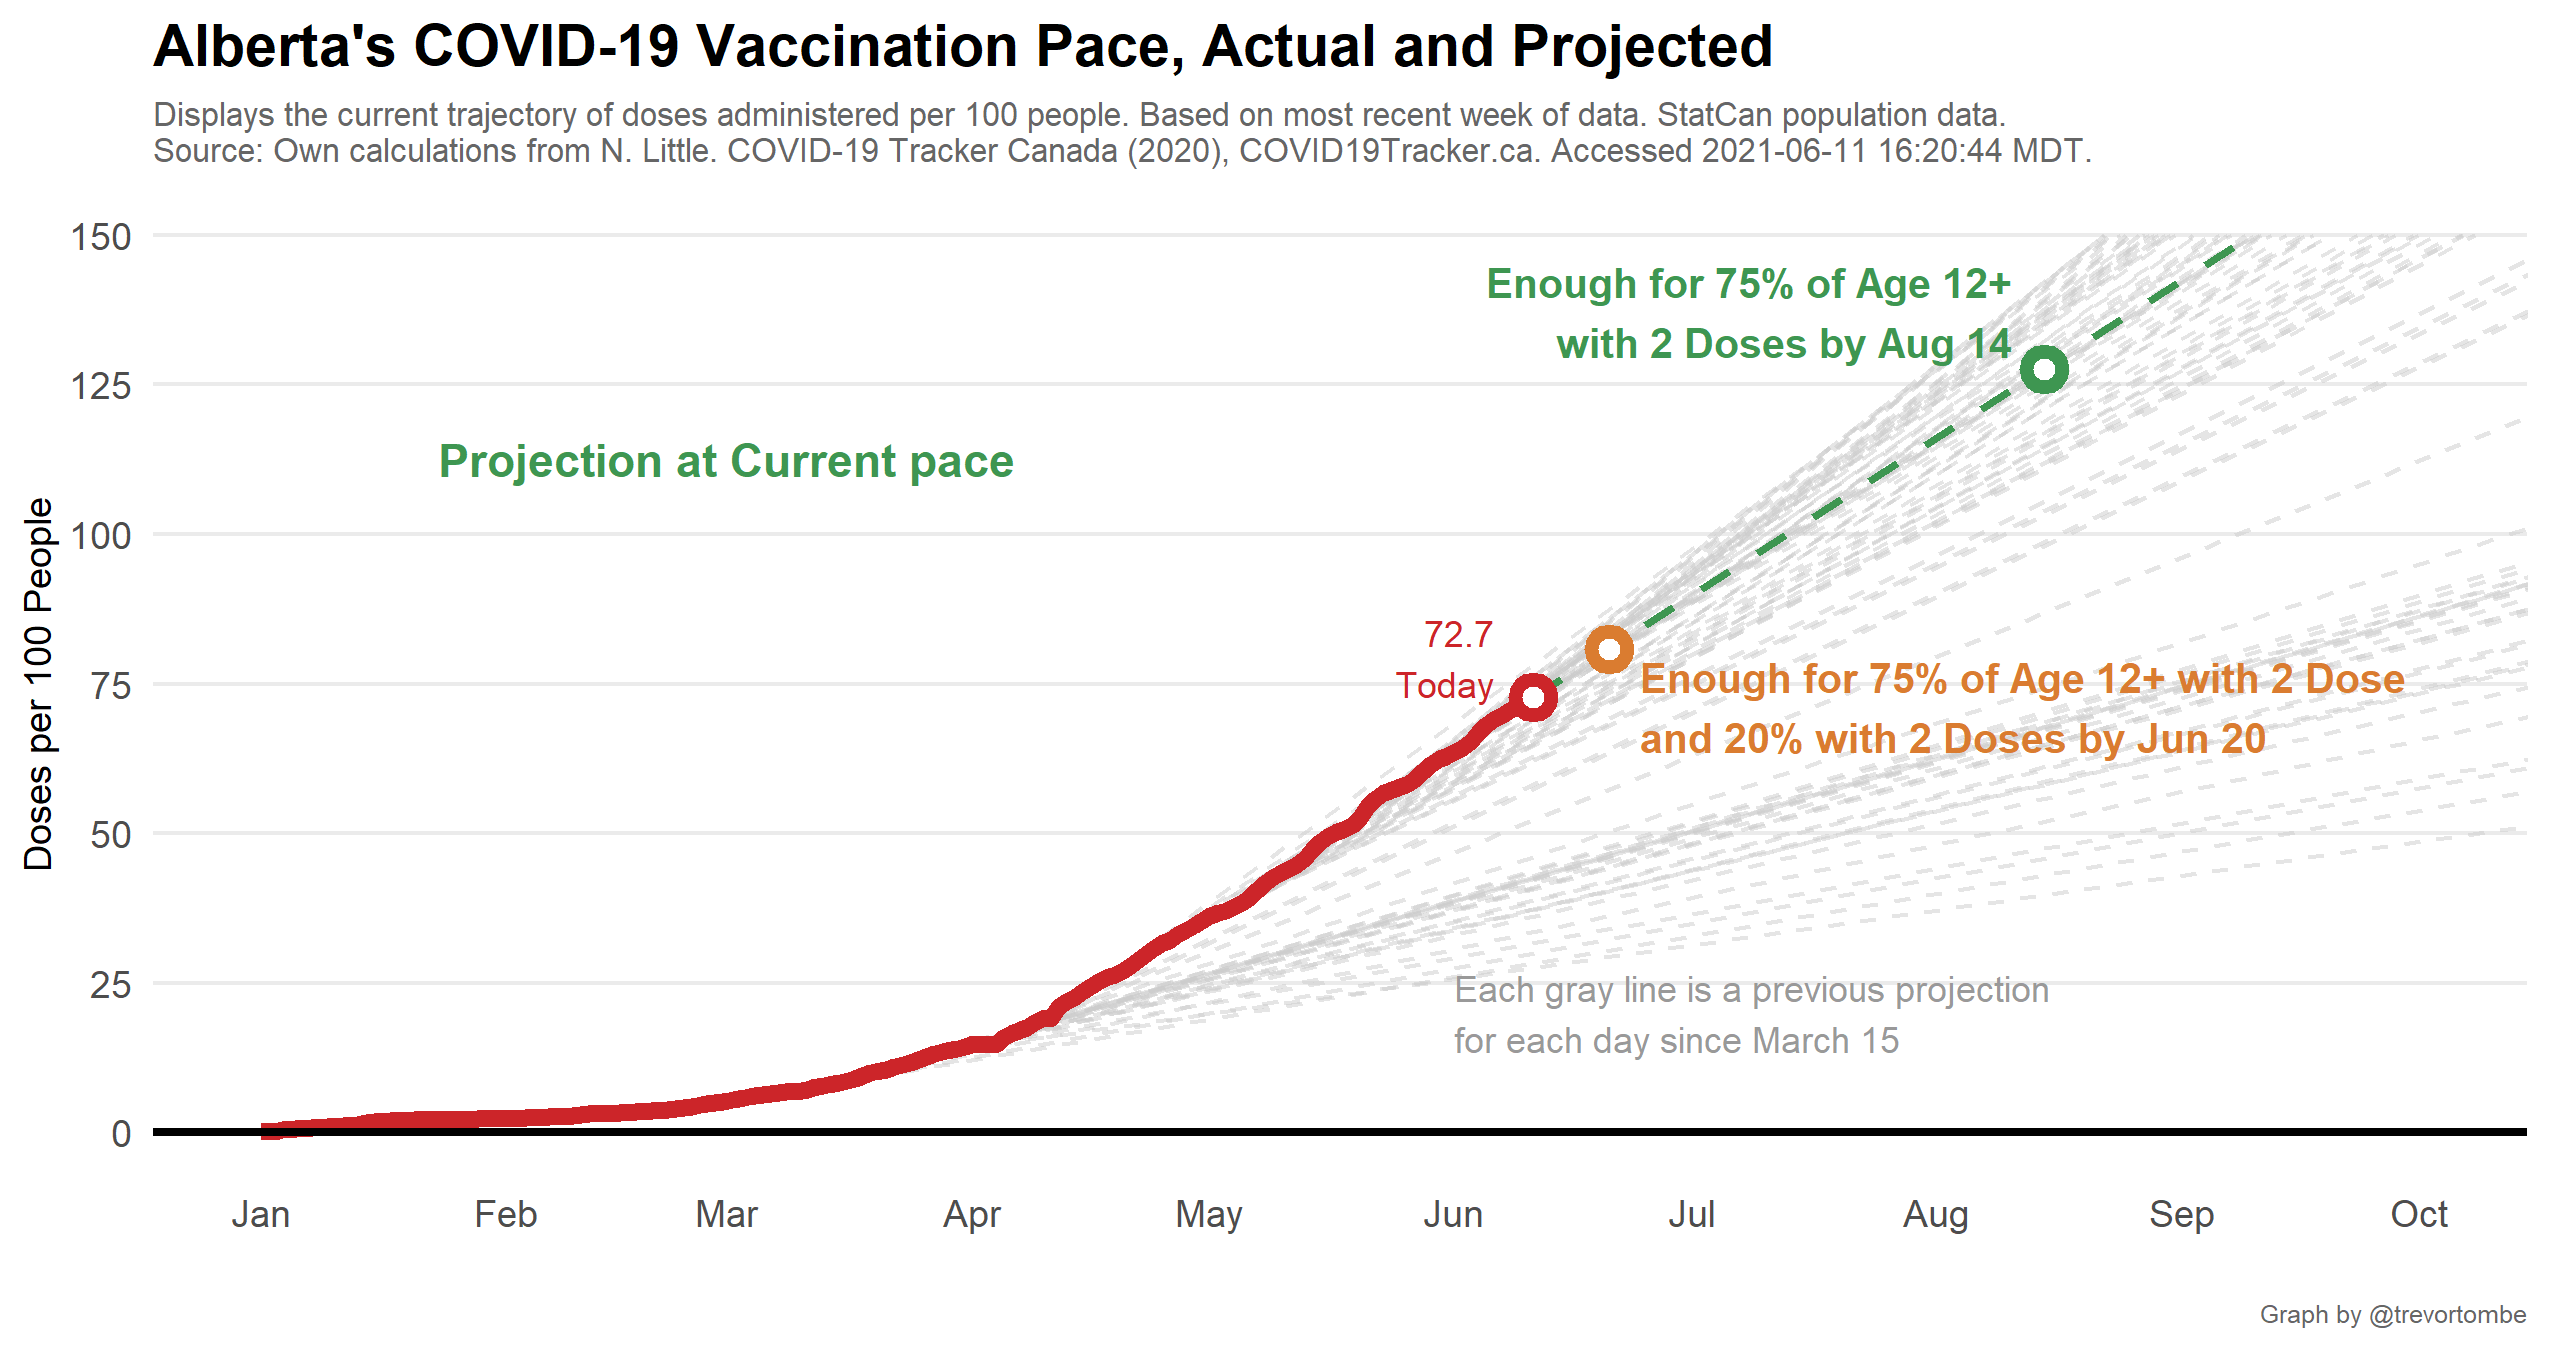 Alberta's COVID-19 Vaccination Pace, Actual and Projected
Displays the current trajectory of doses administered per 100 people. Based on most recent week of data. StatCan population data.
Source: Own calculations from N. Little. COVID-19 Tracker Canada (2020), COVID19Tracker.ca. Accessed 2021-06-11 16:20:44 MDT.
150
Enough for 75% of Age 12+
with 2 Doses by Aug 14
125
Projection at Current pace
100
Doses per 100 People
72.7
Today
75
Enough for 75% of Age 12+ with 2 Dose
and 20% with 2 Doses by Jun 20
50
25
Each gray line is a previous projection
for each day since March 15
0
Jan Feb Mar Apr May Jun Jul Aug Sep Oct
Graph by @trevortombe